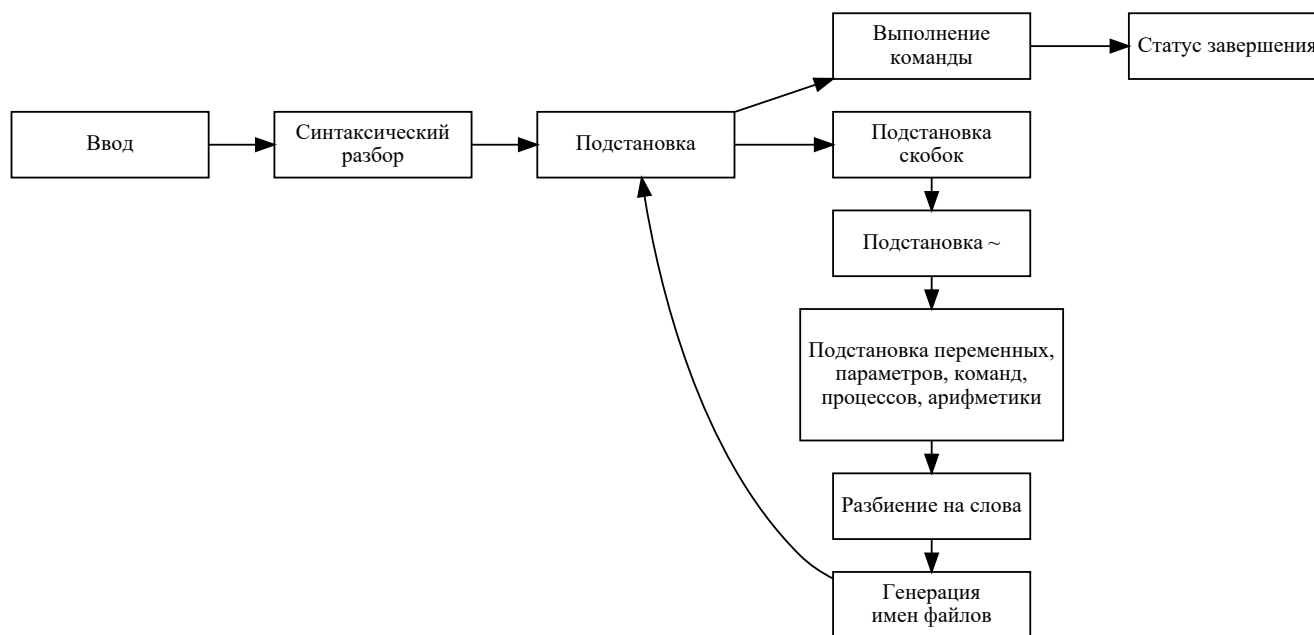 Выполнение
команды
Статус завершения
Ввод
Синтаксический
разбор
Подстановка
Подстановка
скобок
Подстановка ~
Подстановка переменных,
параметров, команд,
процессов, арифметики
Разбиение на слова
Генерация
имен файлов